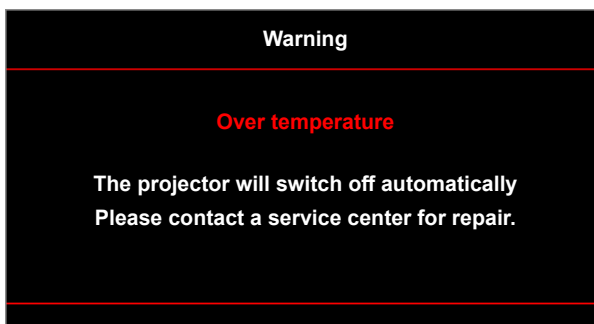 Warning
Over temperature
The projector will switch off automatically
Please contact a service center for repair.